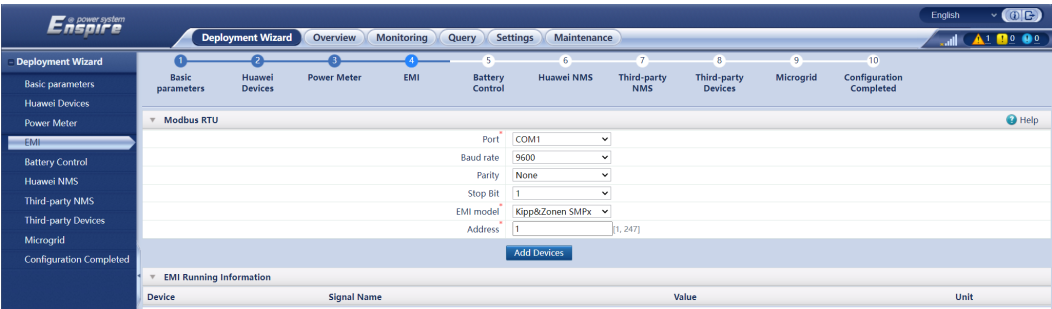 e power system
Enspire
English
Deployment Wizard Overview Monitoring Query Settings Maintenance
1 0 0
Deployment Wizard
Basic parameters
Huawei Devices
Power Meter
EMI
Battery Control
Huawei NMS
Third-party NMS
Third-party Devices
Microgrid
Configuration Completed
1 2 3 4 5 6 7 8 9 10
Basic parameters
Huawei Devices
Power Meter
EMI
Battery Control
Huawei NMS
Third-party NMS
Third-party Devices
Microgrid
Configuration Completed
Modbus RTU
Help
Port * COM1
Baud rate 9600
Parity None
Stop Bit 1
EMI model * Kipp&Zonen SMPx
Address * 1 [1, 247]
Add Devices
EMI Running Information
Device Signal Name Value Unit